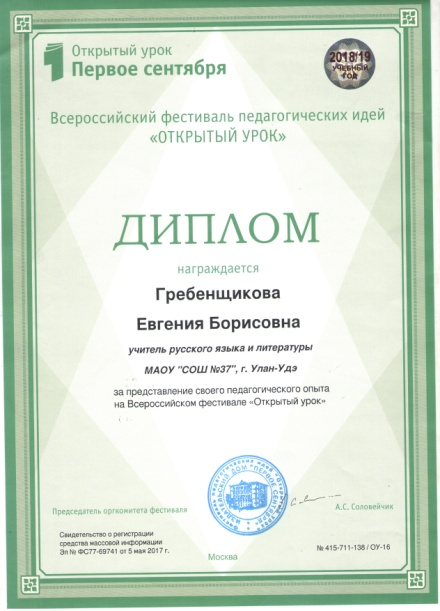 Открытый урок
Первое сентября
2018/19
УЧЕБНЫЙ
ГОД
Всероссийский фестиваль педагогических идей
«ОТКРЫТЫЙ УРОК»
ДИПЛОМ
награждается
Гребенщикова
Евгения Борисовна
учитель русского языка и литературы
МАОУ "СОШ №37", г. Улан-Удэ
за представление своего педагогического опыта
на Всероссийском фестивале «Открытый урок»
Председатель оргкомитета фестиваля
А.С. Соловейчик
Свидетельство о регистрации
средства массовой информации
Эл № ФС77-69741 от 5 мая 2017 г.
Москва
№ 415-711-138 / ОУ-16